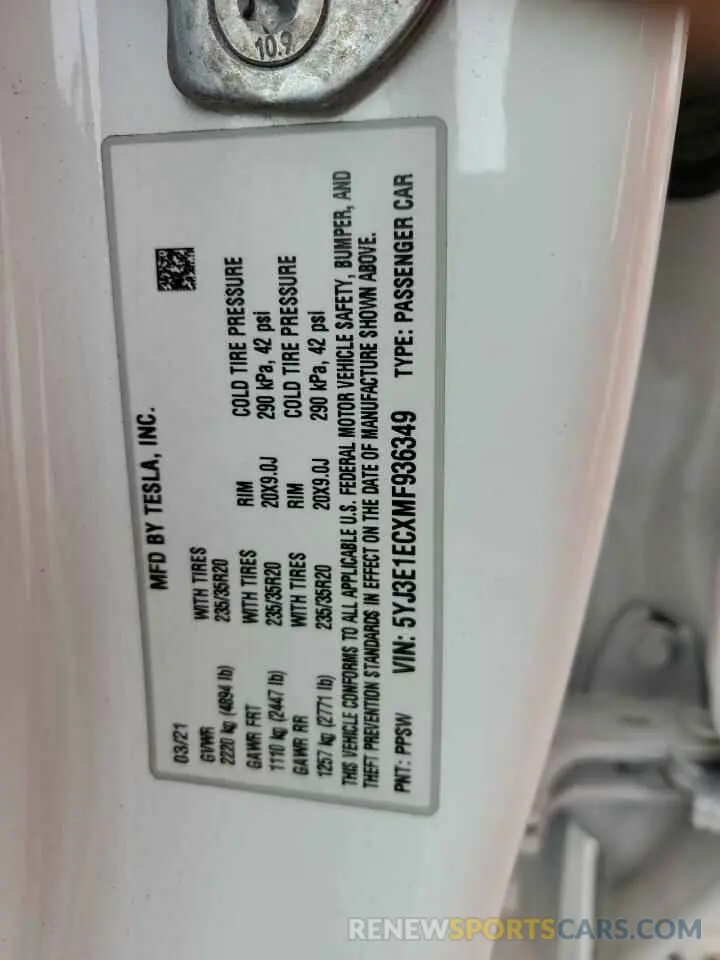 10.9
MFD BY TESLA, INC.
03/21
GVWR WITH TIRES
2220 kg (4894 lb) 235/35R20
GAWR FRT WITH TIRES RIM COLD TIRE PRESSURE
1110 kg (2447 lb) 235/35R20 20X9.0J 290 kPa, 42 psi
GAWR RR WITH TIRES RIM COLD TIRE PRESSURE
1257 kg (2771 lb) 235/35R20 20X9.0J 290 kPa, 42 psi
THIS VEHICLE CONFORMS TO ALL APPLICABLE U.S. FEDERAL MOTOR VEHICLE SAFETY, BUMPER, AND
THEFT PREVENTION STANDARDS IN EFFECT ON THE DATE OF MANUFACTURE SHOWN ABOVE.
PNT: PPSW VIN: 5YJ3E1ECXMF936349 TYPE: PASSENGER CAR
RENEWSPORTSCARS.COM